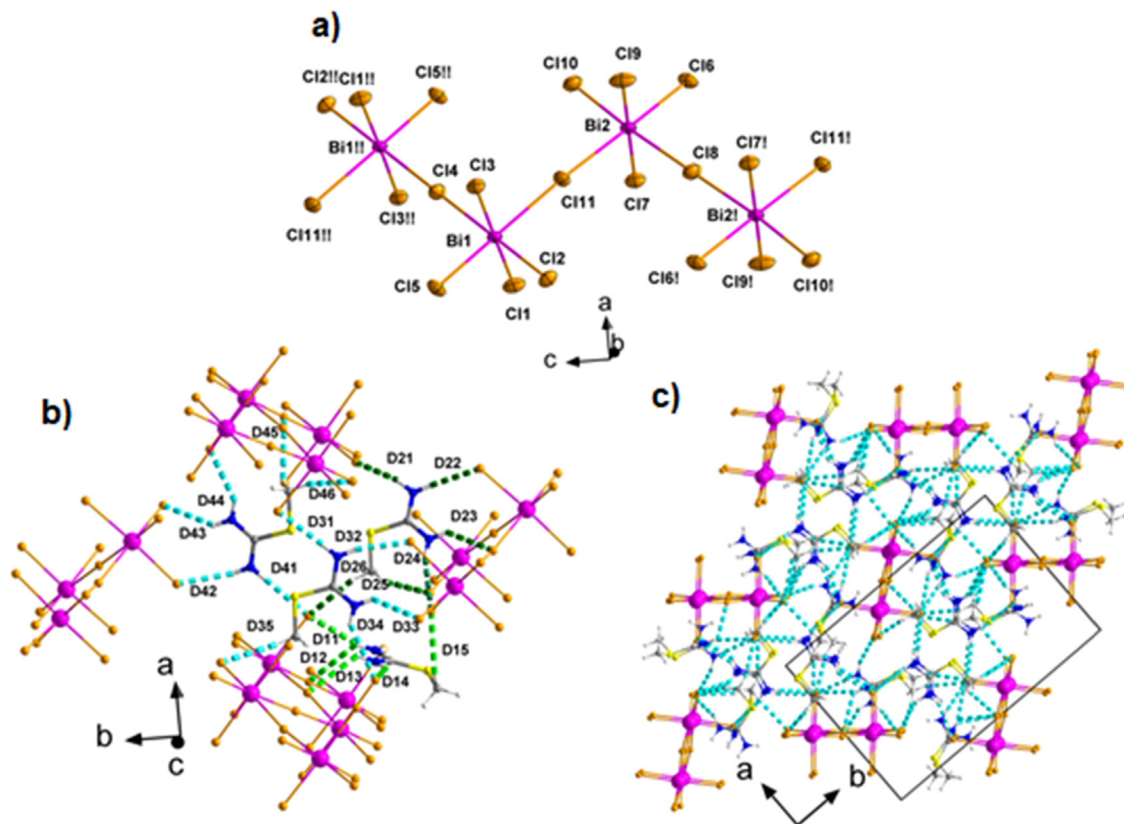 a)
Cl2!! Cl1!! Cl5!!
Bi1!!
Cl4
Cl3
Cl11!!
Cl3!!
Bi1
Cl2
Cl5
Cl1
Cl10
Cl9
Cl6
Bi2
Cl8
Cl11
Cl7
Cl7!
Cl11!
Bi2!
Cl6!
Cl9!
Cl10!
a
b
c
b)
D45
D46
D21
D22
D44
D43
D31
D32
D23
D24
D26
D25
D41
D42
D34
D33
D35
D11
D12
D13
D14
D15
a
b
c
c)
a
b